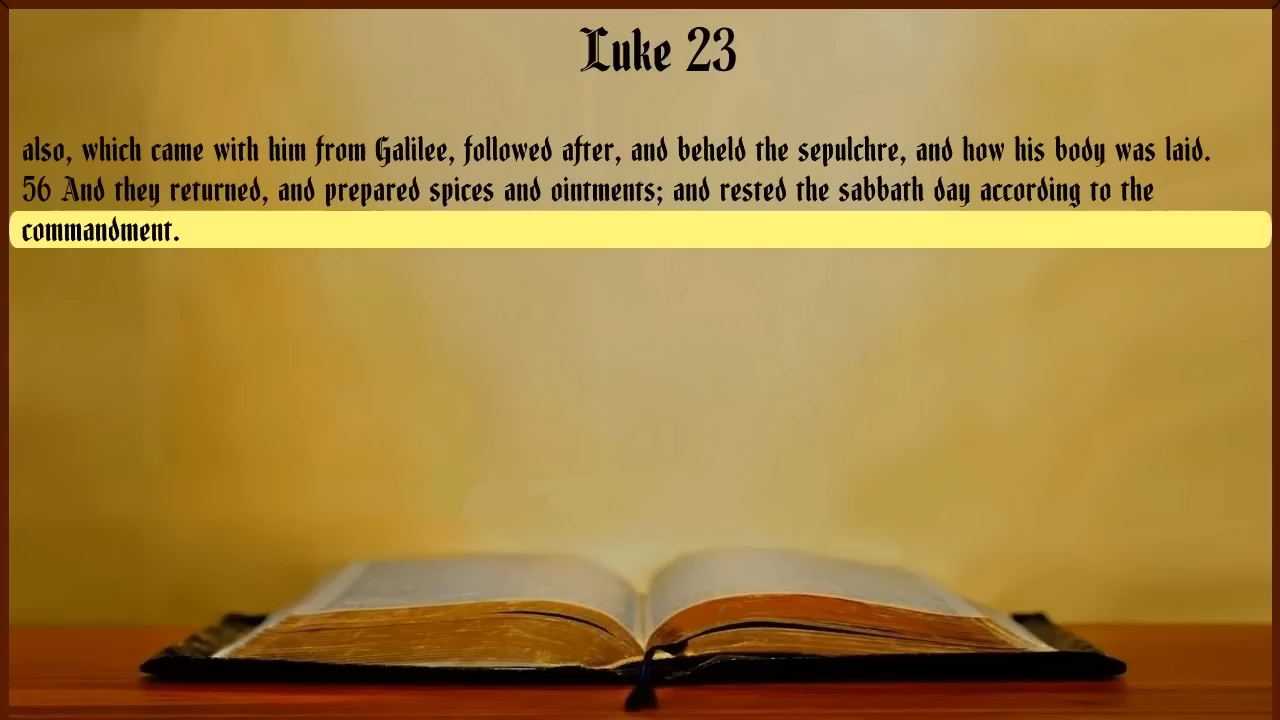 Luke 23
also, which came with him from Galilee, followed after, and beheld the sepulchre, and how his body was laid.
56 And they returned, and prepared spices and ointments; and rested the sabbath day according to the
commandment.